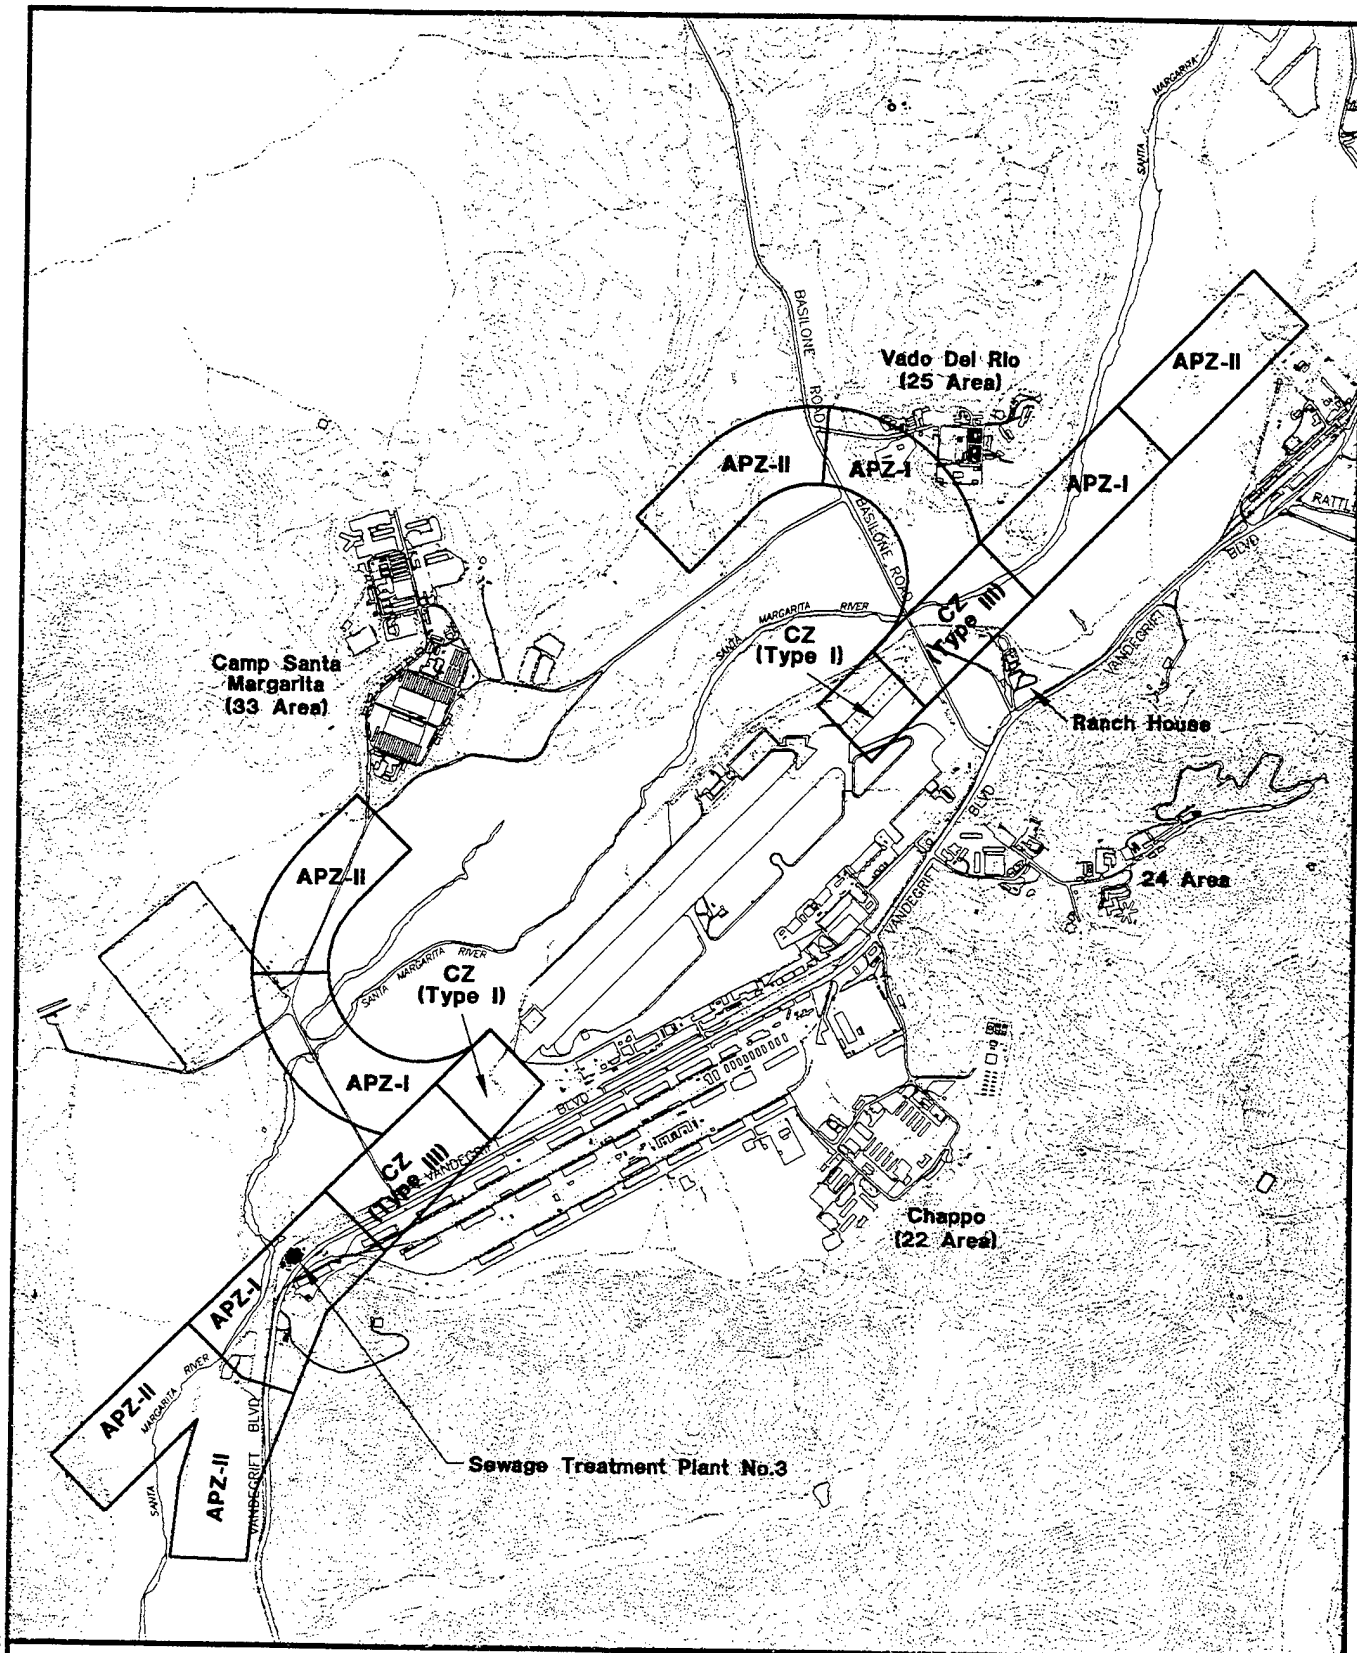 SANTA
MARGARITA
BASILONE
ROAD
Vado Del Rio
(25 Area)
APZ-II
APZ-II
APZ-I
APZ-I
BASILONE ROAD
RATTL
BLVD
VANDEGRIFT
SANTA MARGARITA RIVER
CZ
(Type I)
CZ
(Type III)
Camp Santa
Margarita
(33 Area)
Ranch House
BLVD
VANDEGRIFT
24 Area
APZ-II
SANTA MARGARITA RIVER
CZ
(Type I)
APZ-I
BLVD
VANDEGRIFT
CZ
(Type III)
Chappo
(22 Area)
APZ-I
APZ-II
SANTA MARGARITA RIVER
VANDEGRIFT BLVD
APZ-II
Sewage Treatment Plant No.3